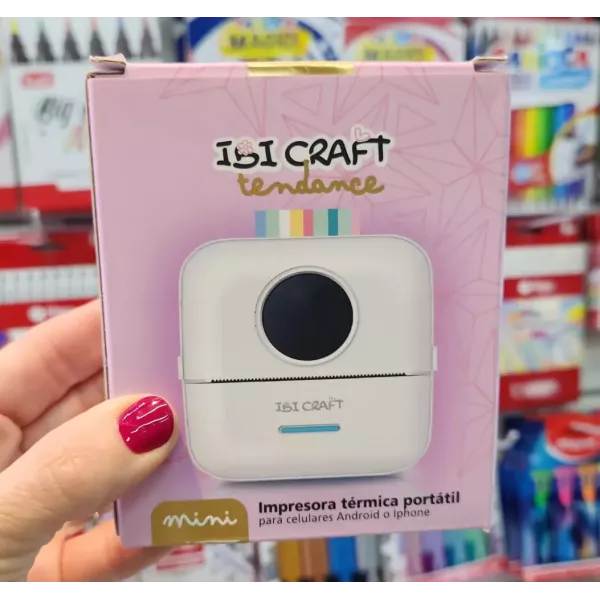 IBI CRAFT
tendance
IBI CRAFT
mini
Impresora térmica portátil
para celulares Android o Iphone